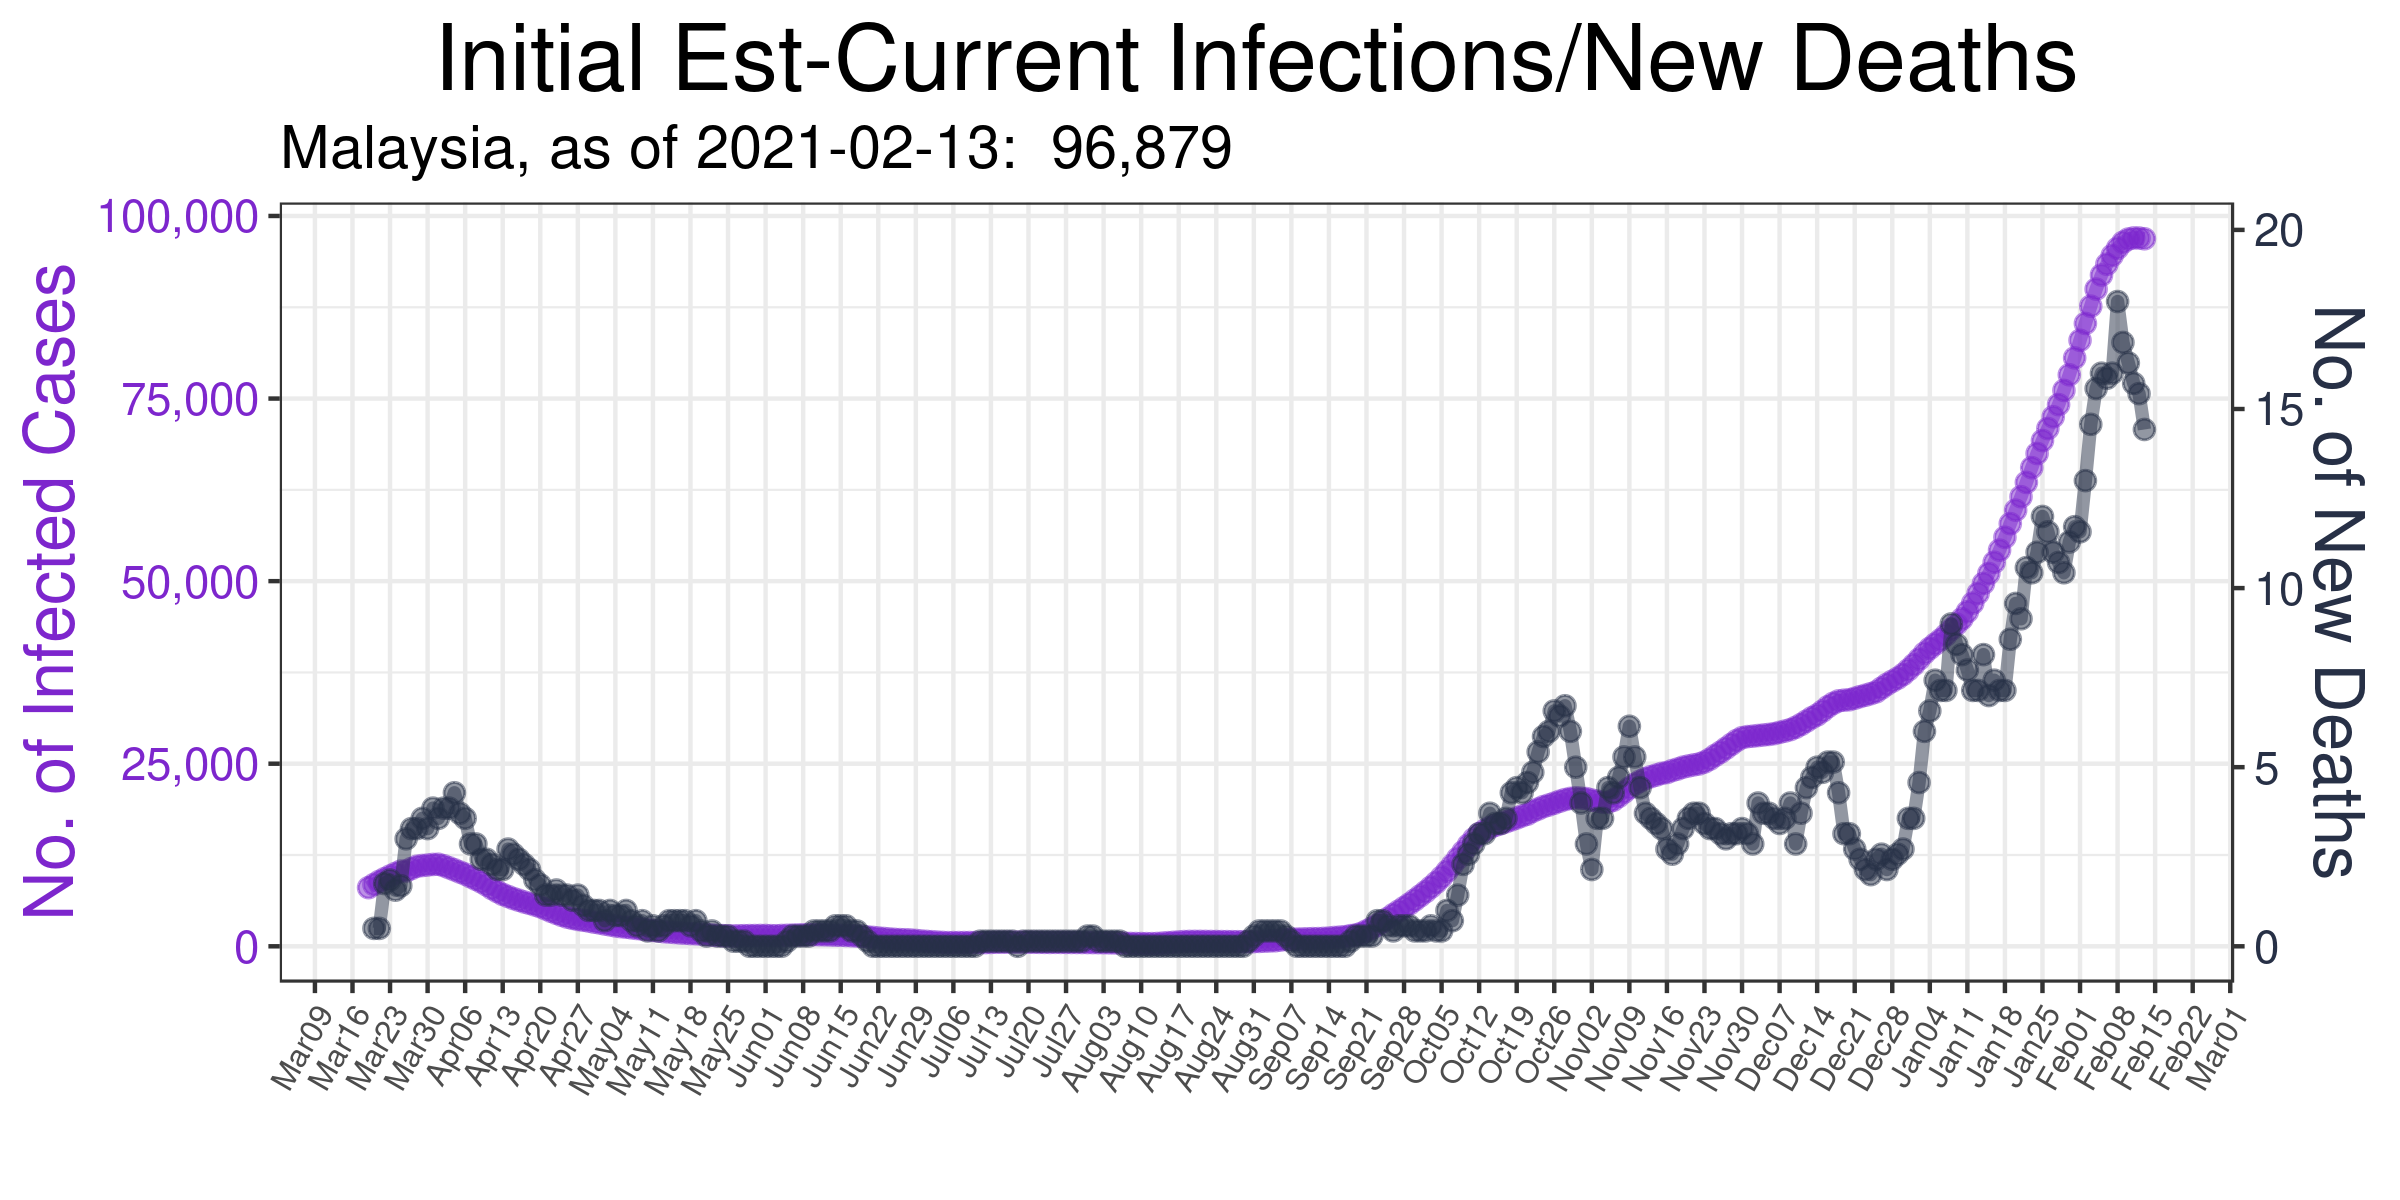 Initial Est-Current Infections/New Deaths
Malaysia, as of 2021-02-13:  96,879
No. of Infected Cases
100,000
75,000
50,000
25,000
0
20
15
10
5
0
No. of New Deaths
Mar09
Mar16
Mar23
Mar30
Apr06
Apr13
Apr20
Apr27
May04
May11
May18
May25
Jun01
Jun08
Jun15
Jun22
Jun29
Jul06
Jul13
Jul20
Jul27
Aug03
Aug10
Aug17
Aug24
Aug31
Sep07
Sep14
Sep21
Sep28
Oct05
Oct12
Oct19
Oct26
Nov02
Nov09
Nov16
Nov23
Nov30
Dec07
Dec14
Dec21
Dec28
Jan04
Jan11
Jan18
Jan25
Feb01
Feb08
Feb15
Feb22
Mar01